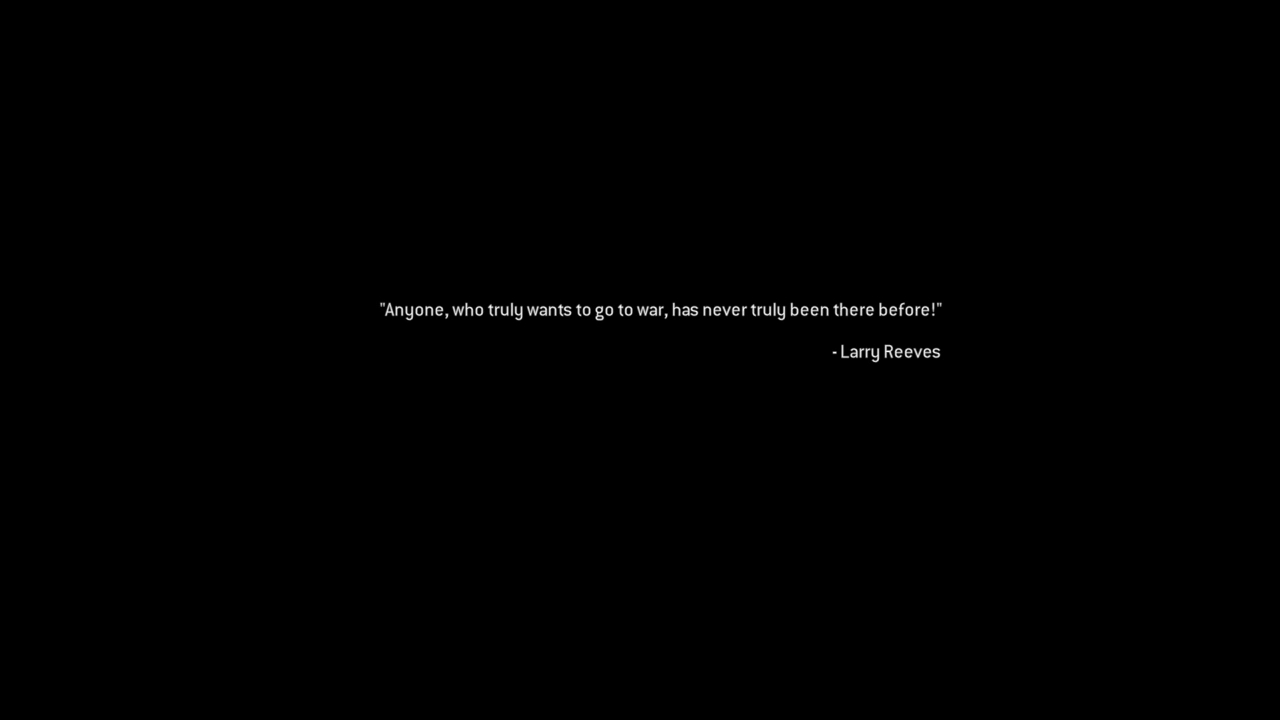 "Anyone, who truly wants to go to war, has never truly been there before!"
- Larry Reeves